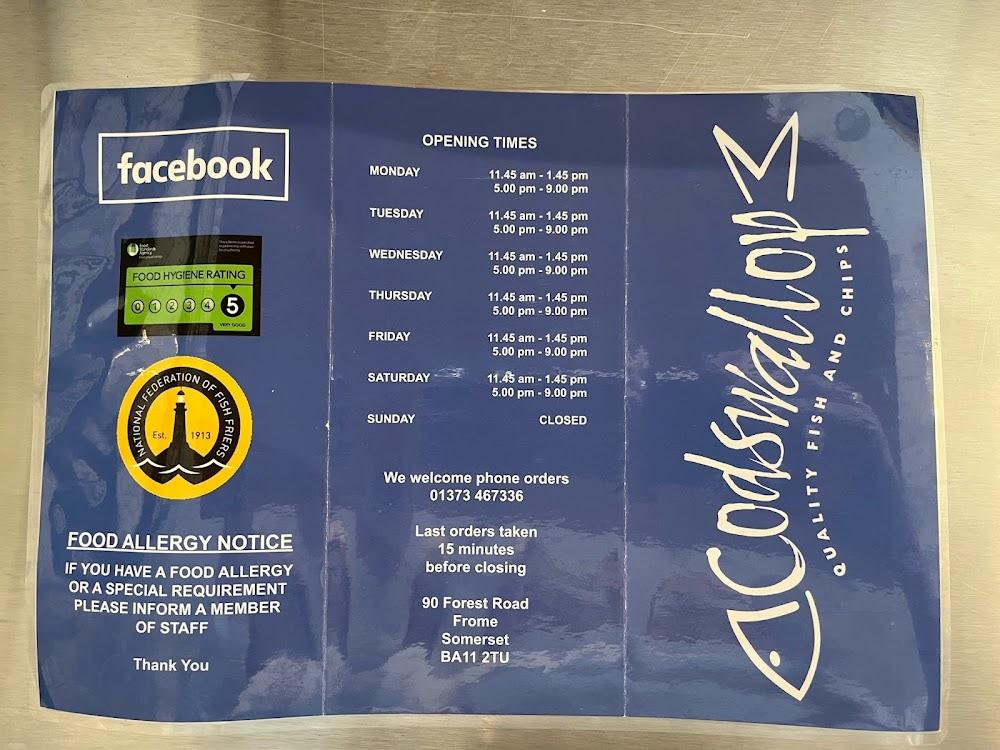 facebook
Food
Standards
Agency
FOOD HYGIENE RATING
0 1 2 3 4 5
VERY GOOD
NATIONAL FEDERATION OF FISH FRIERS
Est. 1913
FOOD ALLERGY NOTICE
IF YOU HAVE A FOOD ALLERGY
OR A SPECIAL REQUIREMENT
PLEASE INFORM A MEMBER
OF STAFF
Thank You
OPENING TIMES
MONDAY 11.45 am - 1.45 pm
5.00 pm - 9.00 pm
TUESDAY 11.45 am - 1.45 pm
5.00 pm - 9.00 pm
WEDNESDAY 11.45 am - 1.45 pm
5.00 pm - 9.00 pm
THURSDAY 11.45 am - 1.45 pm
5.00 pm - 9.00 pm
FRIDAY 11.45 am - 1.45 pm
5.00 pm - 9.00 pm
SATURDAY 11.45 am - 1.45 pm
5.00 pm - 9.00 pm
SUNDAY CLOSED
We welcome phone orders
01373 467336
Last orders taken
15 minutes
before closing
90 Forest Road
Frome
Somerset
BA11 2TU
Codswallop
QUALITY FISH AND CHIPS